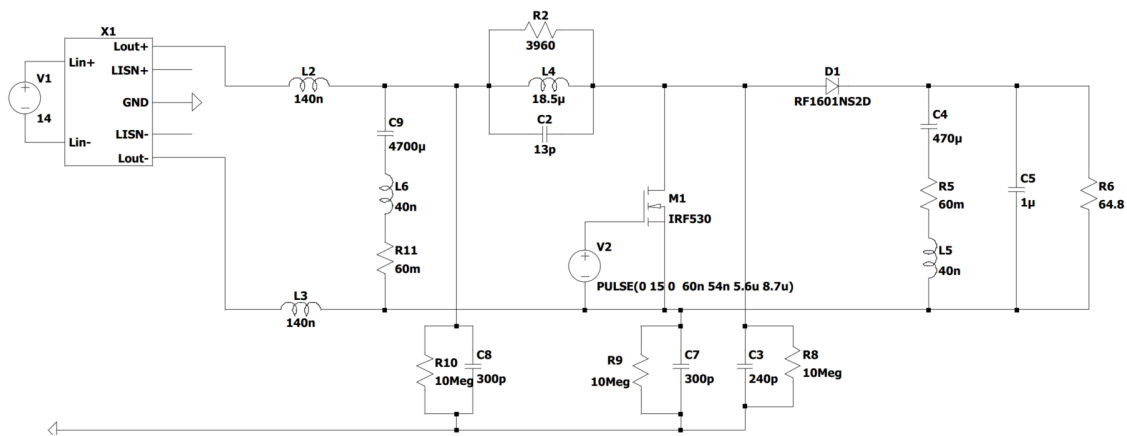 X1
Lout+
Lin+
LISN+
GND
LISN-
Lin-
Lout-
V1
14
L2
140n
L3
140n
C9
4700µ
L6
40n
R11
60m
R2
3960
L4
18.5µ
C2
13p
M1
IRF530
V2
PULSE(0 15 0 60n 54n 5.6u 8.7u)
D1
RF1601NS2D
C4
470µ
R5
60m
L5
40n
C5
1µ
R6
64.8
R10
10Meg
C8
300p
R9
10Meg
C7
300p
C3
240p
R8
10Meg